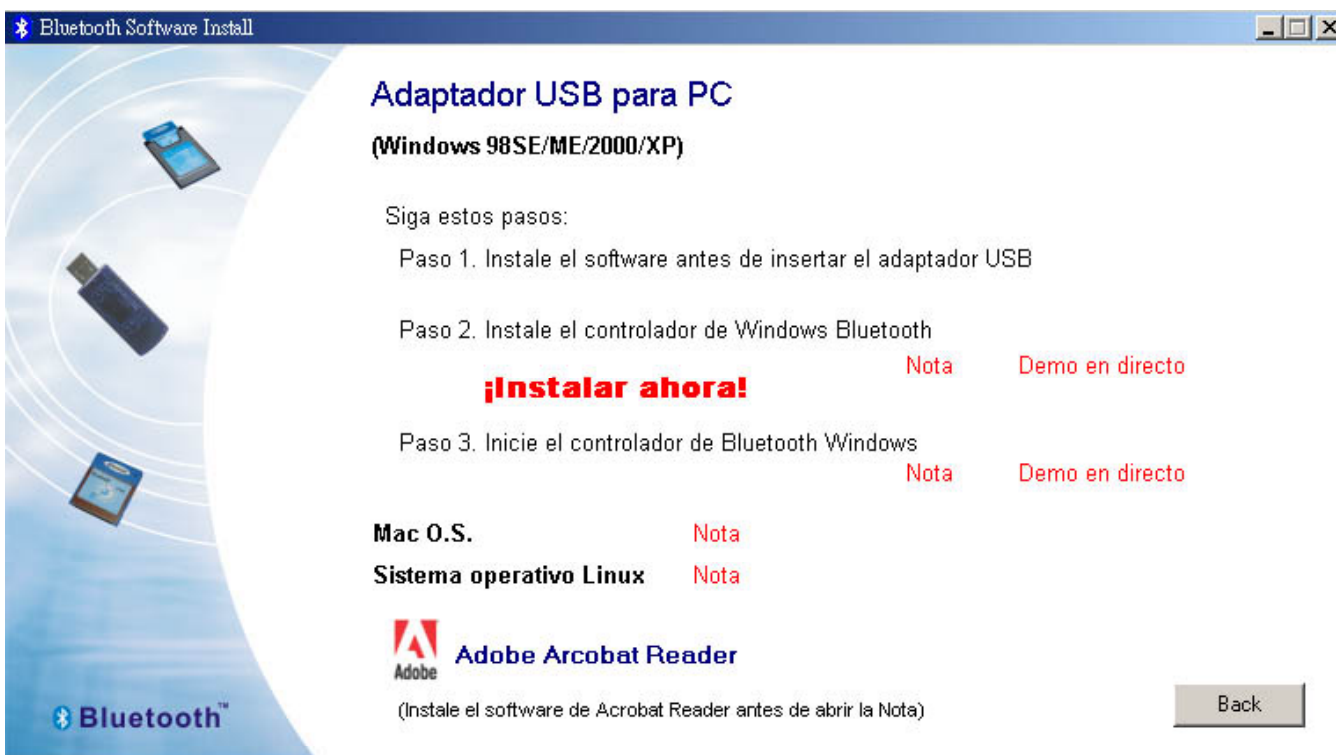 Bluetooth Software Install
Adaptador USB para PC
(Windows 98SE/ME/2000/XP)
Siga estos pasos:
Paso 1. Instale el software antes de insertar el adaptador USB
Paso 2. Instale el controlador de Windows Bluetooth
Nota Demo en directo
¡Instalar ahora!
Paso 3. Inicie el controlador de Bluetooth Windows
Nota Demo en directo
Mac O.S. Nota
Sistema operativo Linux Nota
Adobe
Adobe Arcobat Reader
(Instale el software de Acrobat Reader antes de abrir la Nota)
Back
Bluetooth™